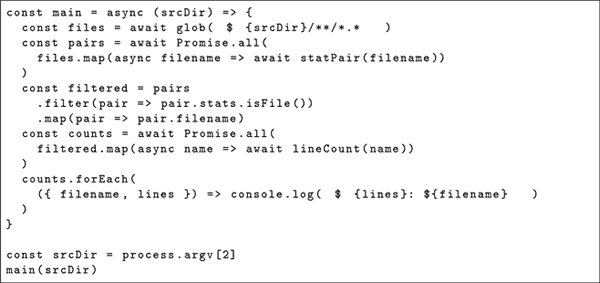 const main = async (srcDir) => {
  const files = await glob( $ {srcDir}/**/*.* )
  const pairs = await Promise.all(
    files.map(async filename => await statPair(filename))
  )
  const filtered = pairs
    .filter(pair => pair.stats.isFile())
    .map(pair => pair.filename)
  const counts = await Promise.all(
    filtered.map(async name => await lineCount(name))
  )
  counts.forEach(
    ({ filename, lines }) => console.log( $ {lines}: ${filename} )
  )
}

const srcDir = process.argv[2]
main(srcDir)